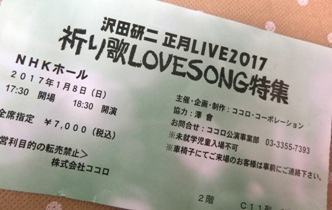 沢田研二 正月LIVE2017
祈り歌LOVESONG特集
NHKホール
2017年1月8日(日)
17:30 開場 18:30 開演
全席指定 ¥7,000(税込)
営利目的の転売禁止>
株式会社ココロ
主催・企画・制作:ココロ・コーポレーション
協力:澤會
お問合せ:ココロ公演事業部 03-3355-7393
※未就学児童入場不可
※車椅子にてご来場のお客様は事前にご連絡下さい。
2階 C11列